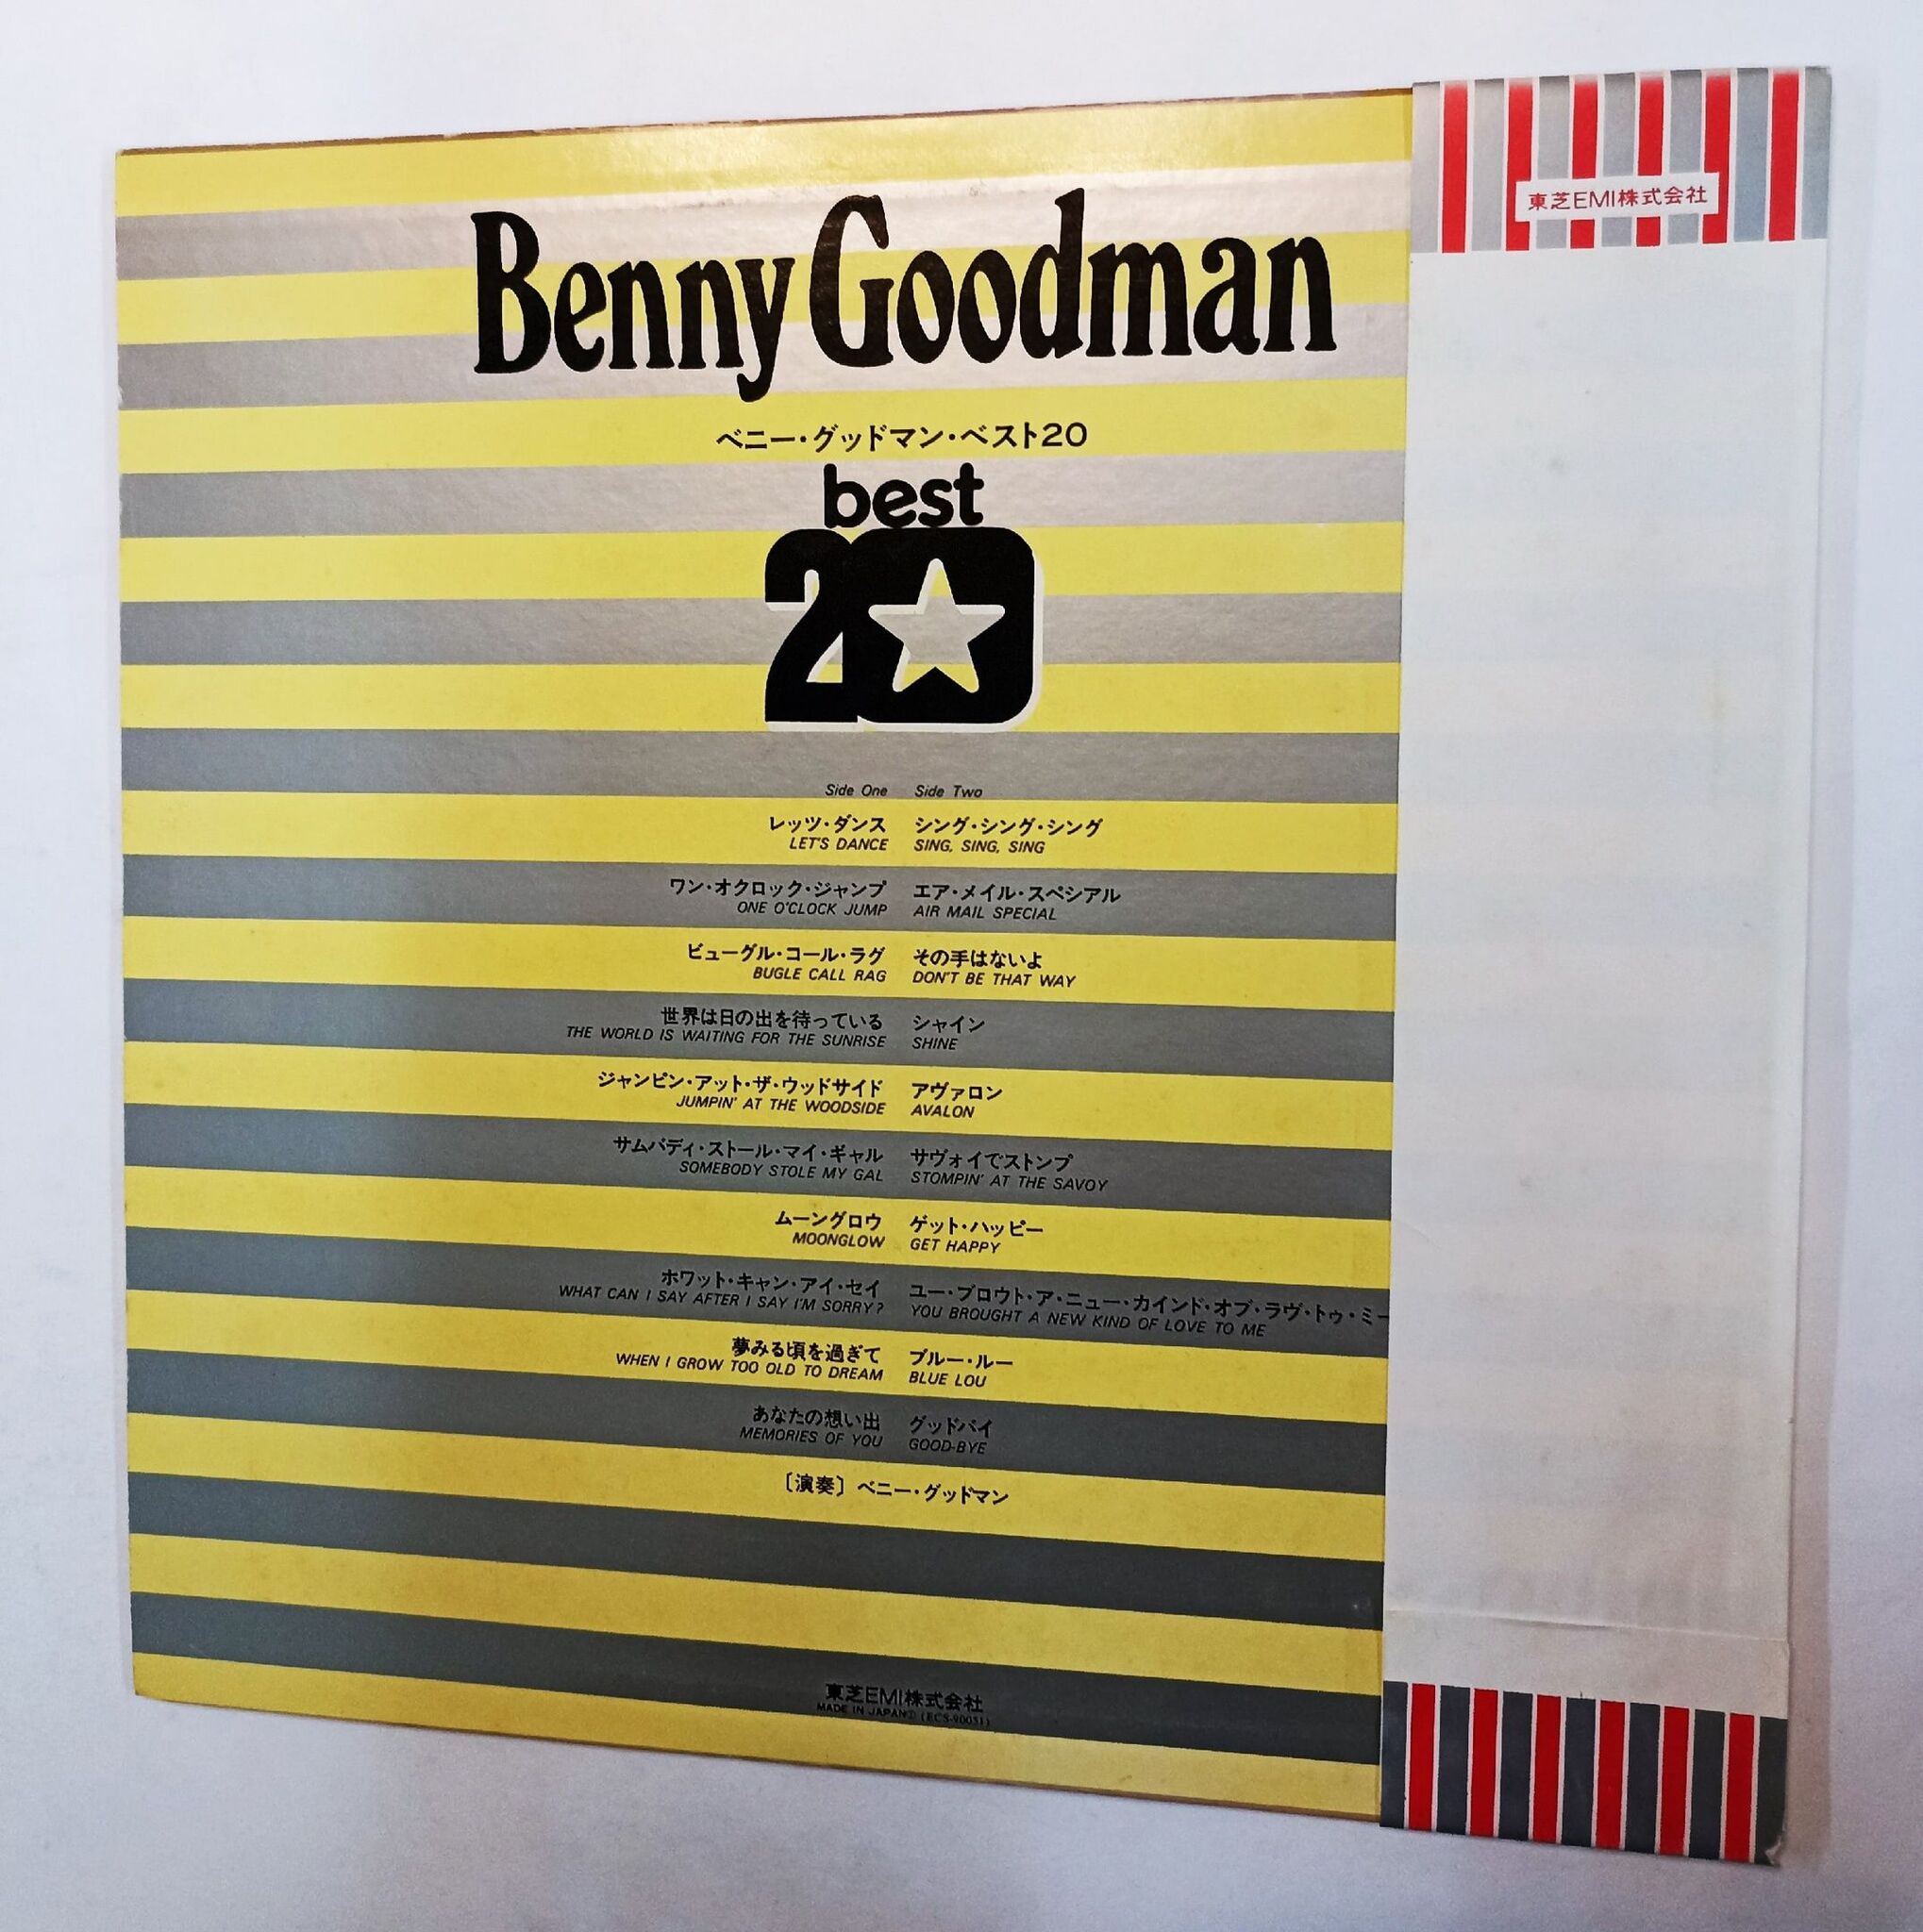 東芝EMI株式会社
Benny Goodman
ベニー・グッドマン・ベスト20
best
20
Side One
レッツ・ダンス
LET'S DANCE
ワン・オクロック・ジャンプ
ONE O'CLOCK JUMP
ビューグル・コール・ラグ
BUGLE CALL RAG
世界は日の出を待っている
THE WORLD IS WAITING FOR THE SUNRISE
ジャンピン・アット・ザ・ウッドサイド
JUMPIN' AT THE WOODSIDE
サムバディ・ストール・マイ・ギャル
SOMEBODY STOLE MY GAL
ムーングロウ
MOONGLOW
ホワット・キャン・アイ・セイ
WHAT CAN I SAY AFTER I SAY I'M SORRY?
夢みる頃を過ぎて
WHEN I GROW TOO OLD TO DREAM
あなたの想い出
MEMORIES OF YOU
Side Two
シング・シング・シング
SING, SING, SING
エア・メイル・スペシアル
AIR MAIL SPECIAL
その手はないよ
DON'T BE THAT WAY
シャイン
SHINE
アヴァロン
AVALON
サヴォイでストンプ
STOMPIN' AT THE SAVOY
ゲット・ハッピー
GET HAPPY
ユー・ブロウト・ア・ニュー・カインド・オブ・ラヴ・トゥ・ミー
YOU BROUGHT A NEW KIND OF LOVE TO ME
ブルー・ルー
BLUE LOU
グッドバイ
GOOD-BYE
〔演奏〕ベニー・グッドマン
東芝EMI株式会社
MADE IN JAPAN① (ECS-90051)